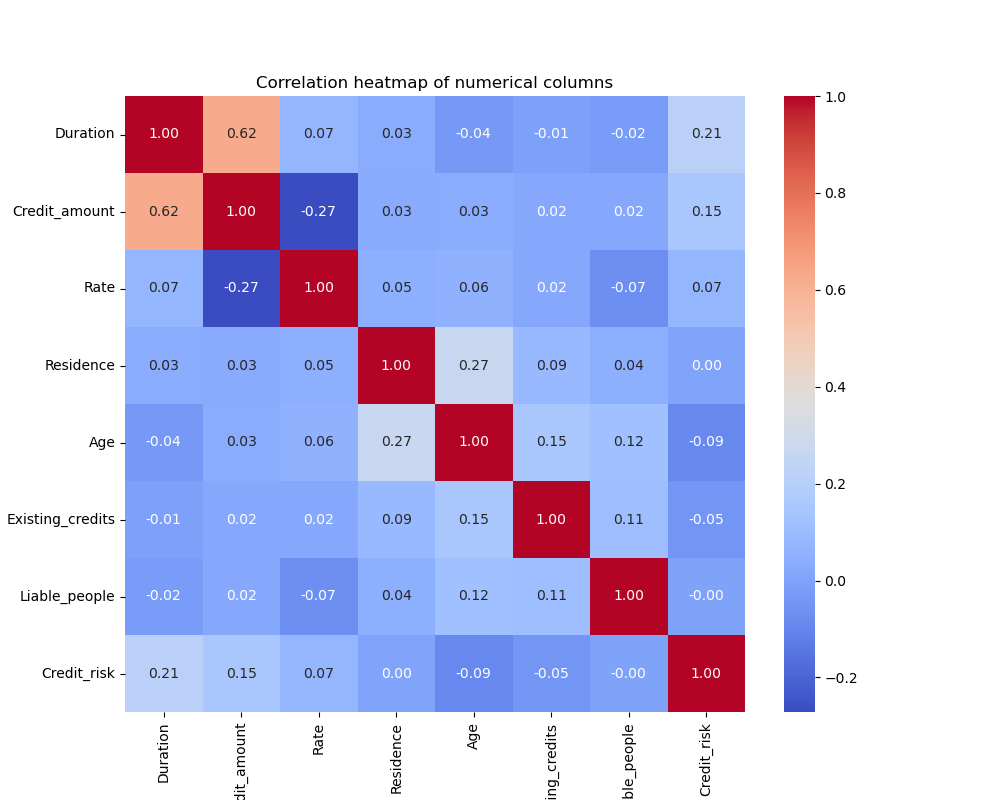 Correlation heatmap of numerical columns
Duration 1.00 0.62 0.07 0.03 -0.04 -0.01 -0.02 0.21
Credit_amount 0.62 1.00 -0.27 0.03 0.03 0.02 0.02 0.15
Rate 0.07 -0.27 1.00 0.05 0.06 0.02 -0.07 0.07
Residence 0.03 0.03 0.05 1.00 0.27 0.09 0.04 0.00
Age -0.04 0.03 0.06 0.27 1.00 0.15 0.12 -0.09
Existing_credits -0.01 0.02 0.02 0.09 0.15 1.00 0.11 -0.05
Liable_people -0.02 0.02 -0.07 0.04 0.12 0.11 1.00 -0.00
Credit_risk 0.21 0.15 0.07 0.00 -0.09 -0.05 -0.00 1.00
Duration
dit_amount
Rate
Residence
Age
ing_credits
ble_people
Credit_risk
1.0
0.8
0.6
0.4
0.2
0.0
−0.2